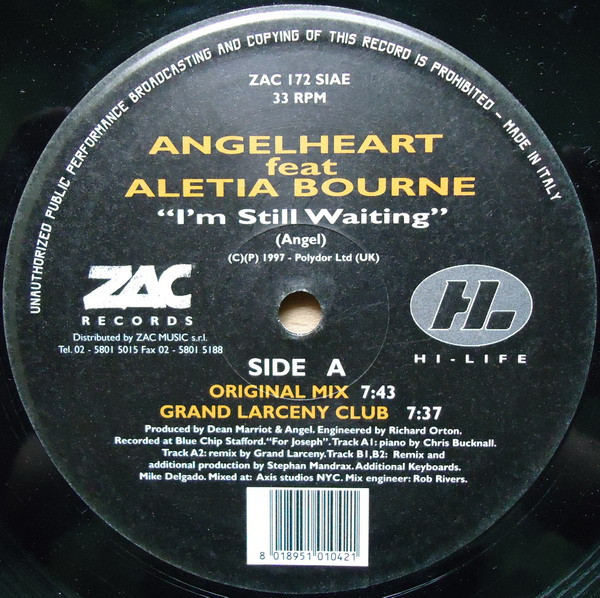 UNAUTHORIZED PUBLIC PERFORMANCE BROADCASTING AND COPYING OF THIS RECORD IS PROHIBITED - MADE IN ITALY
ZAC 172 SIAE
33 RPM
ANGELHEART
feat
ALETIA BOURNE
"I'm Still Waiting"
(Angel)
(C)(P) 1997 - Polydor Ltd (UK)
ZAC
RECORDS
Distributed by ZAC MUSIC s.r.l.
Tel. 02 - 5801 5015 Fax 02 - 5801 5188
HL
HI-LIFE
SIDE A
ORIGINAL MIX 7:43
GRAND LARCENY CLUB 7:37
Produced by Dean Marriot & Angel. Engineered by Richard Orton.
Recorded at Blue Chip Stafford."For Joseph".Track A1: piano by Chris Bucknall.
Track A2: remix by Grand Larceny.Track B1,B2: Remix and
additional production by Stephan Mandrax. Additional Keyboards.
Mike Delgado. Mixed at: Axis studios NYC. Mix engineer: Rob Rivers.
8 018951 010421